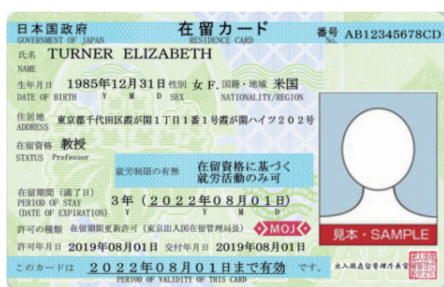 日本国政府 在留カード 番号 AB12345678CD
GOVERNMENT OF JAPAN RESIDENCE CARD No.
氏名 TURNER ELIZABETH
NAME
生年月日 1985年12月31日 性別 女 F. 国籍・地域 米国
DATE OF BIRTH Y M D SEX NATIONALITY/REGION
住居地 東京都千代田区霞が関1丁目1番1号霞が関ハイツ202号
ADDRESS
在留資格 教授
STATUS Professor
就労制限の有無 在留資格に基づく
就労活動のみ可
在留期間(満了日)
PERIOD OF STAY 3年(2022年08月01日)
(DATE OF EXPIRATION) Y Y M D
許可の種類 在留期間更新許可(東京出入国在留管理局長) MOJ
見本・SAMPLE
許可年月日 2019年08月01日 交付年月日 2019年08月01日
このカードは 2022年08月01日まで有効 です。 出入国在留管理庁長官
PERIOD OF VALIDITY OF THIS CARD